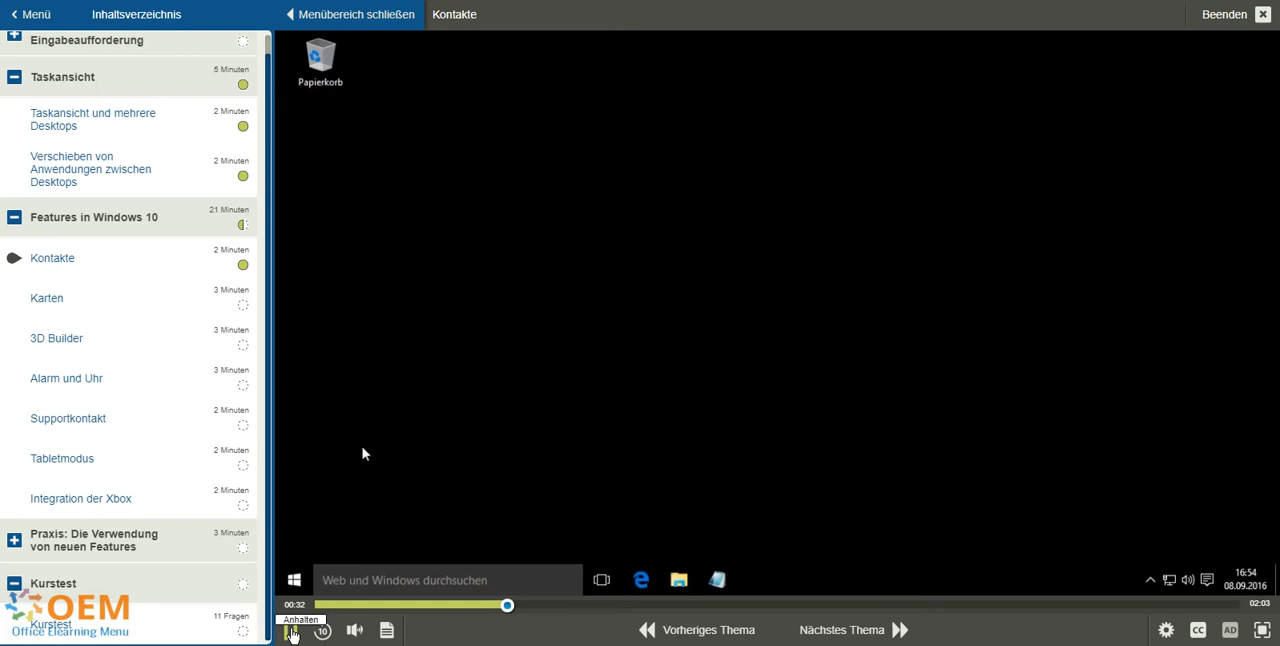 Menü
Inhaltsverzeichnis
Menübereich schließen
Kontakte
Beenden
Eingabeaufforderung
Taskansicht
5 Minuten
Taskansicht und mehrere
Desktops
2 Minuten
Verschieben von
Anwendungen zwischen
Desktops
2 Minuten
Features in Windows 10
21 Minuten
Kontakte
2 Minuten
Karten
3 Minuten
3D Builder
3 Minuten
Alarm und Uhr
3 Minuten
Supportkontakt
2 Minuten
Tabletmodus
2 Minuten
Integration der Xbox
2 Minuten
Praxis: Die Verwendung
von neuen Features
3 Minuten
Kurstest
Kurstest
11 Fragen
OEM
Office Elearning Menu
Papierkorb
Web und Windows durchsuchen
16:54
08.09.2016
00:32
02:03
Anhalten
10
Vorheriges Thema
Nächstes Thema
CC
AD